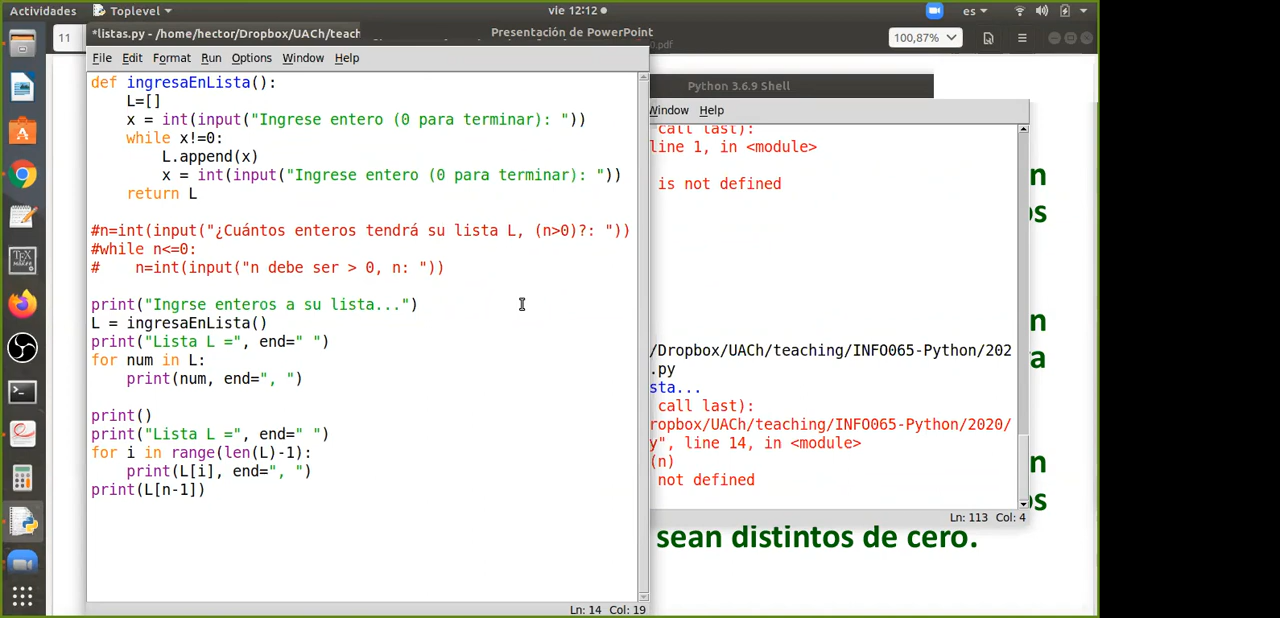 Actividades Toplevel vie 12:12 es
*listas.py - /home/hector/Dropbox/UACh/teach Presentación de PowerPoint
11 .pdf 100,87%
File Edit Format Run Options Window Help
def ingresaEnLista():
L=[]
x = int(input("Ingrese entero (0 para terminar): "))
while x!=0:
L.append(x)
x = int(input("Ingrese entero (0 para terminar): "))
return L
#n=int(input("¿Cuántos enteros tendrá su lista L, (n>0)?: "))
#while n<=0:
# n=int(input("n debe ser > 0, n: "))
print("Ingrse enteros a su lista...")
L = ingresaEnLista()
print("Lista L =", end=" ")
for num in L:
print(num, end=", ")
print()
print("Lista L =", end=" ")
for i in range(len(L)-1):
print(L[i], end=", ")
print(L[n-1])
Ln: 14 Col: 19
Python 3.6.9 Shell
Window Help
call last):
line 1, in <module>
is not defined
/Dropbox/UACh/teaching/INFO065-Python/202
.py
sta...
call last):
ropbox/UACh/teaching/INFO065-Python/2020/
y", line 14, in <module>
(n)
not defined
Ln: 113 Col: 4
n
os
n
a
n
os
sean distintos de cero.